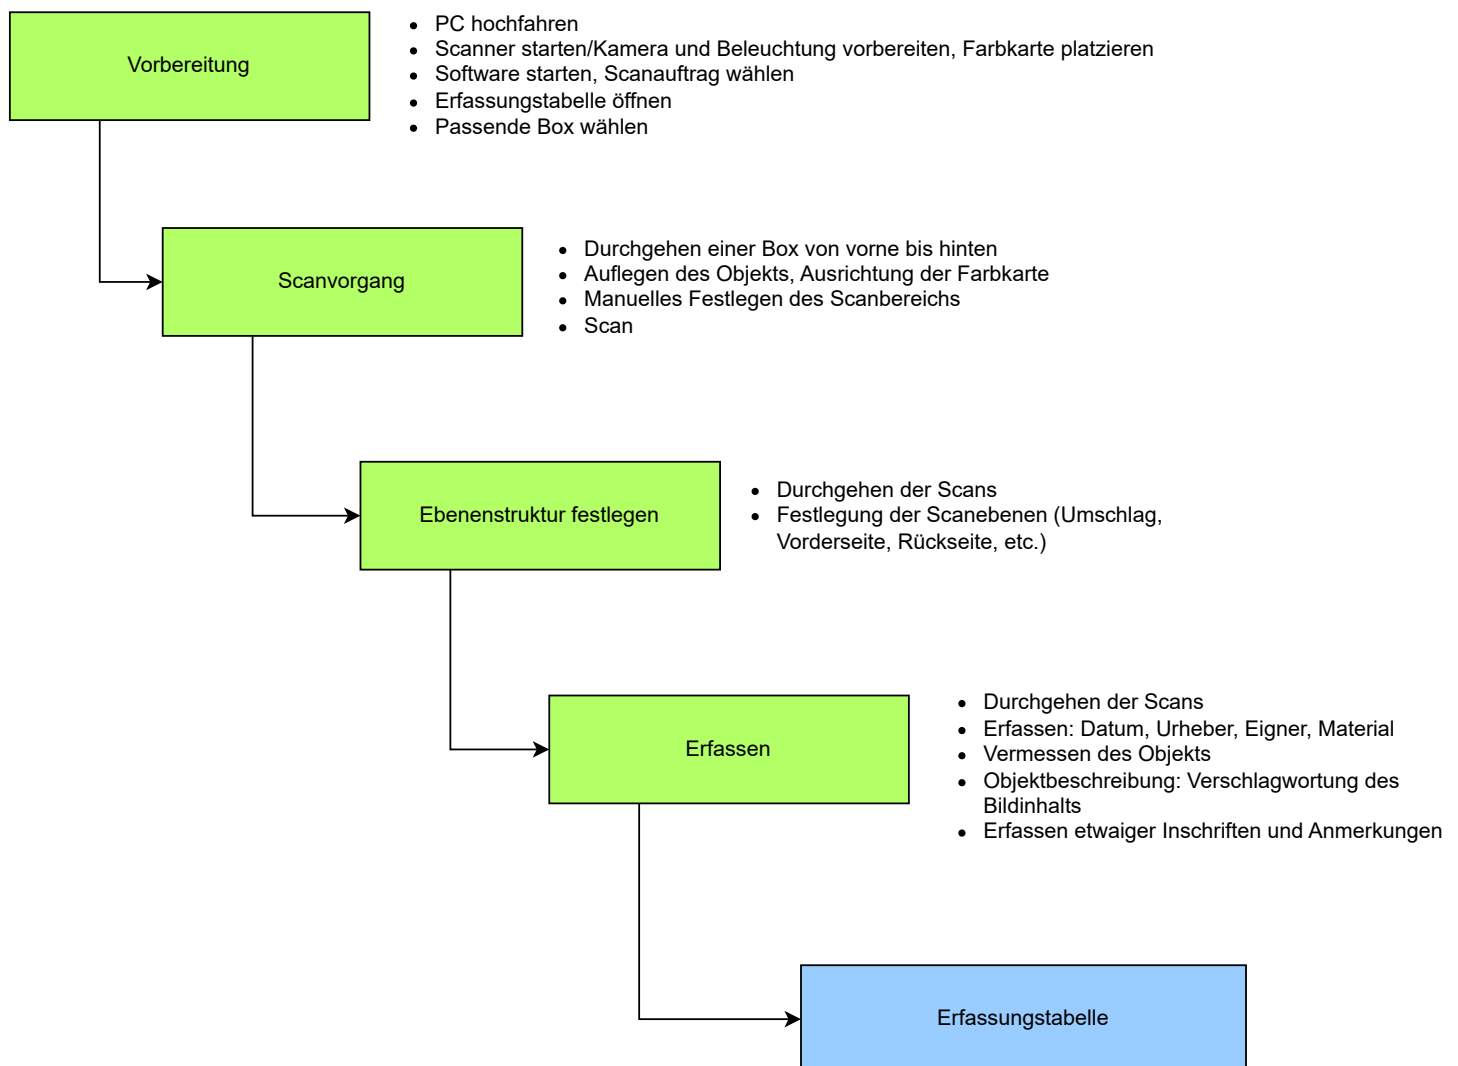 Vorbereitung
PC hochfahren
Scanner starten/Kamera und Beleuchtung vorbereiten, Farbkarte platzieren
Software starten, Scanauftrag wählen
Erfassungstabelle öffnen
Passende Box wählen
Scanvorgang
Durchgehen einer Box von vorne bis hinten
Auflegen des Objekts, Ausrichtung der Farbkarte
Manuelles Festlegen des Scanbereichs
Scan
Ebenenstruktur festlegen
Durchgehen der Scans
Festlegung der Scanebenen (Umschlag,
Vorderseite, Rückseite, etc.)
Erfassen
Durchgehen der Scans
Erfassen: Datum, Urheber, Eigner, Material
Vermessen des Objekts
Objektbeschreibung: Verschlagwortung des
Bildinhalts
Erfassen etwaiger Inschriften und Anmerkungen
Erfassungstabelle